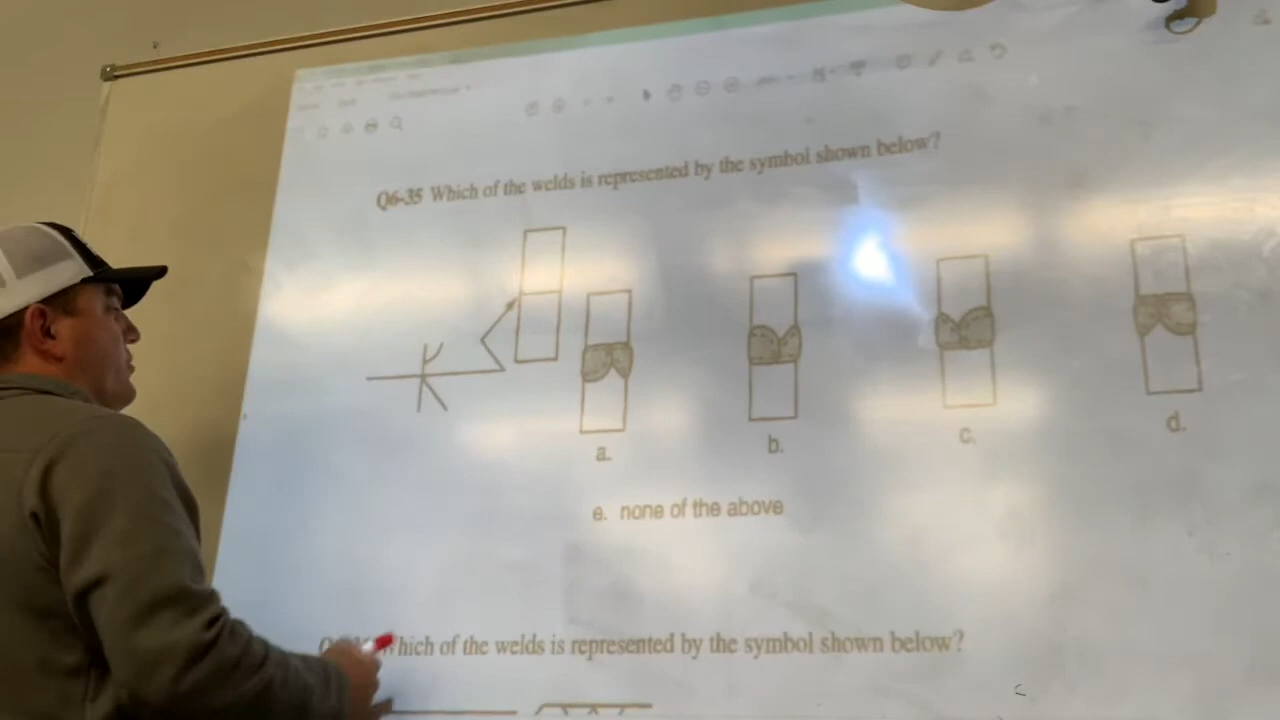 Q6-35 Which of the welds is represented by the symbol shown below?
a.
b.
c.
d.
e. none of the above
Which of the welds is represented by the symbol shown below?